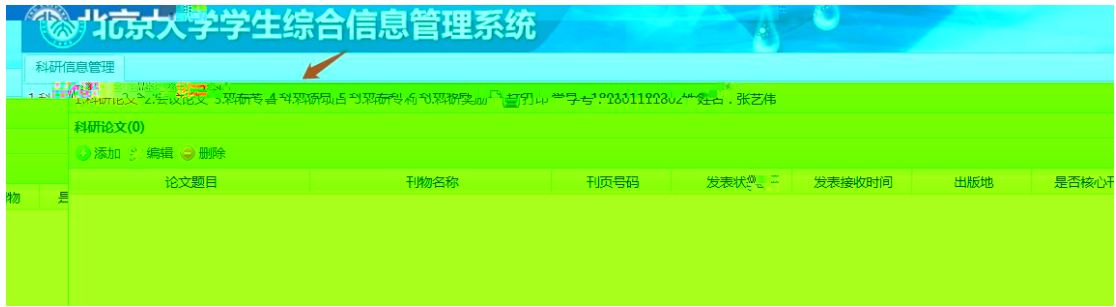 北京大学学生综合信息管理系统
科研信息管理
1.科研论文 2.会议论文 3.科研专著 4.科研项目 5.科研专利 6.科研奖励 打印 学号：1801111802 姓名：张艺伟
科研论文(0)
添加 编辑 删除
论文题目 刊物名称 刊页号码 发表状 发表接收时间 出版地 是否核心刊
物 是